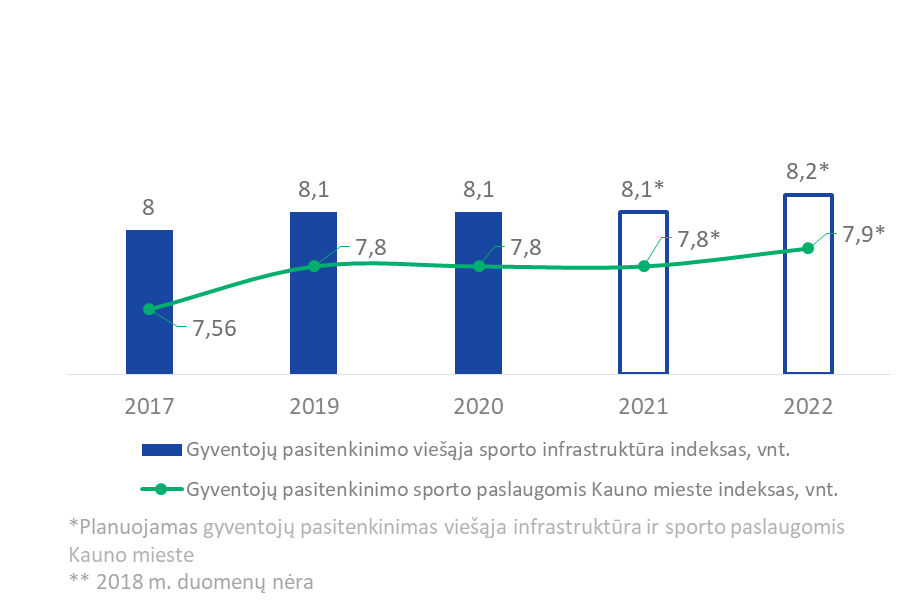 8
8,1
8,1
8,1*
8,2*
7,56
7,8
7,8
7,8*
7,9*
2017 2019 2020 2021 2022
Gyventojų pasitenkinimo viešąja sporto infrastruktūra indeksas, vnt.
Gyventojų pasitenkinimo sporto paslaugomis Kauno mieste indeksas, vnt.
*Planuojamas gyventojų pasitenkinimas viešąja infrastruktūra ir sporto paslaugomis
Kauno mieste
** 2018 m. duomenų nėra